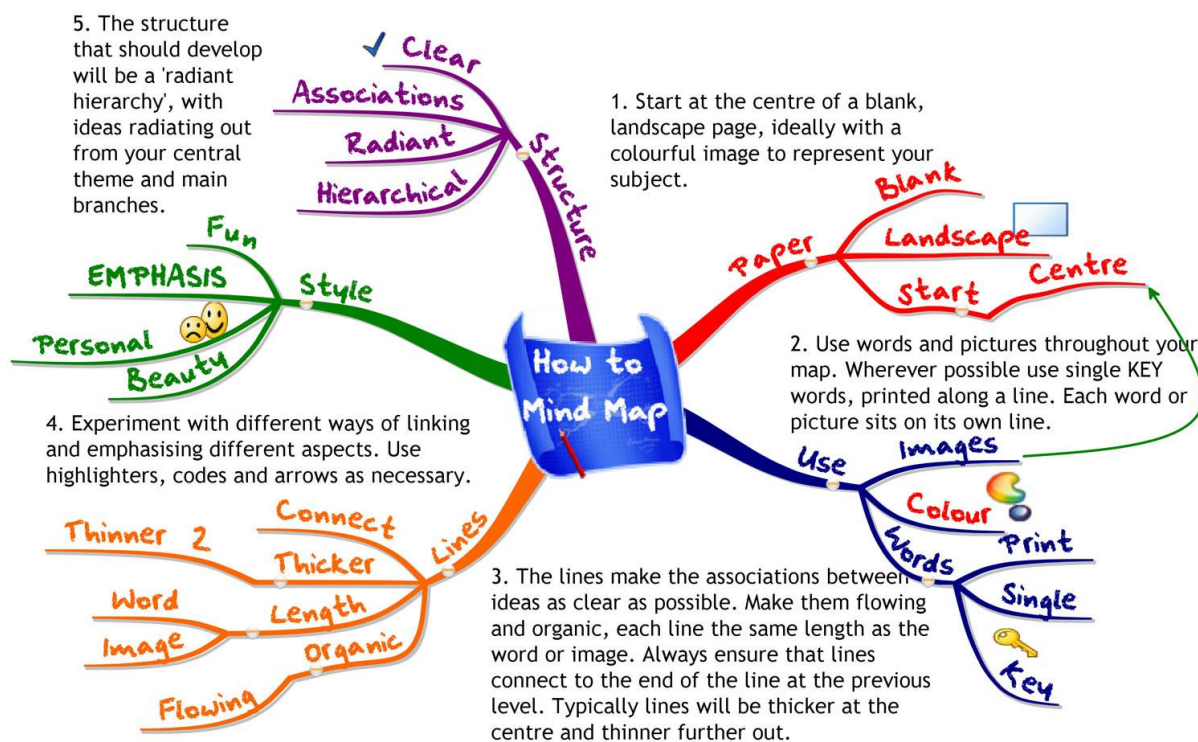 How to
Mind Map
1. Start at the centre of a blank,
landscape page, ideally with a
colourful image to represent your
subject.
Paper
Blank
Landscape
Start
Centre
2. Use words and pictures throughout your
map. Wherever possible use single KEY
words, printed along a line. Each word or
picture sits on its own line.
Use
Images
Colour
Words
Print
Single
Key
3. The lines make the associations between
ideas as clear as possible. Make them flowing
and organic, each line the same length as the
word or image. Always ensure that lines
connect to the end of the line at the previous
level. Typically lines will be thicker at the
centre and thinner further out.
Lines
Connect
Thicker
Thinner 2
Length
Word
Image
Organic
Flowing
4. Experiment with different ways of linking
and emphasising different aspects. Use
highlighters, codes and arrows as necessary.
Style
Fun
EMPHASIS
Personal
Beauty
5. The structure
that should develop
will be a 'radiant
hierarchy', with
ideas radiating out
from your central
theme and main
branches.
Structure
Clear
Associations
Radiant
Hierarchical